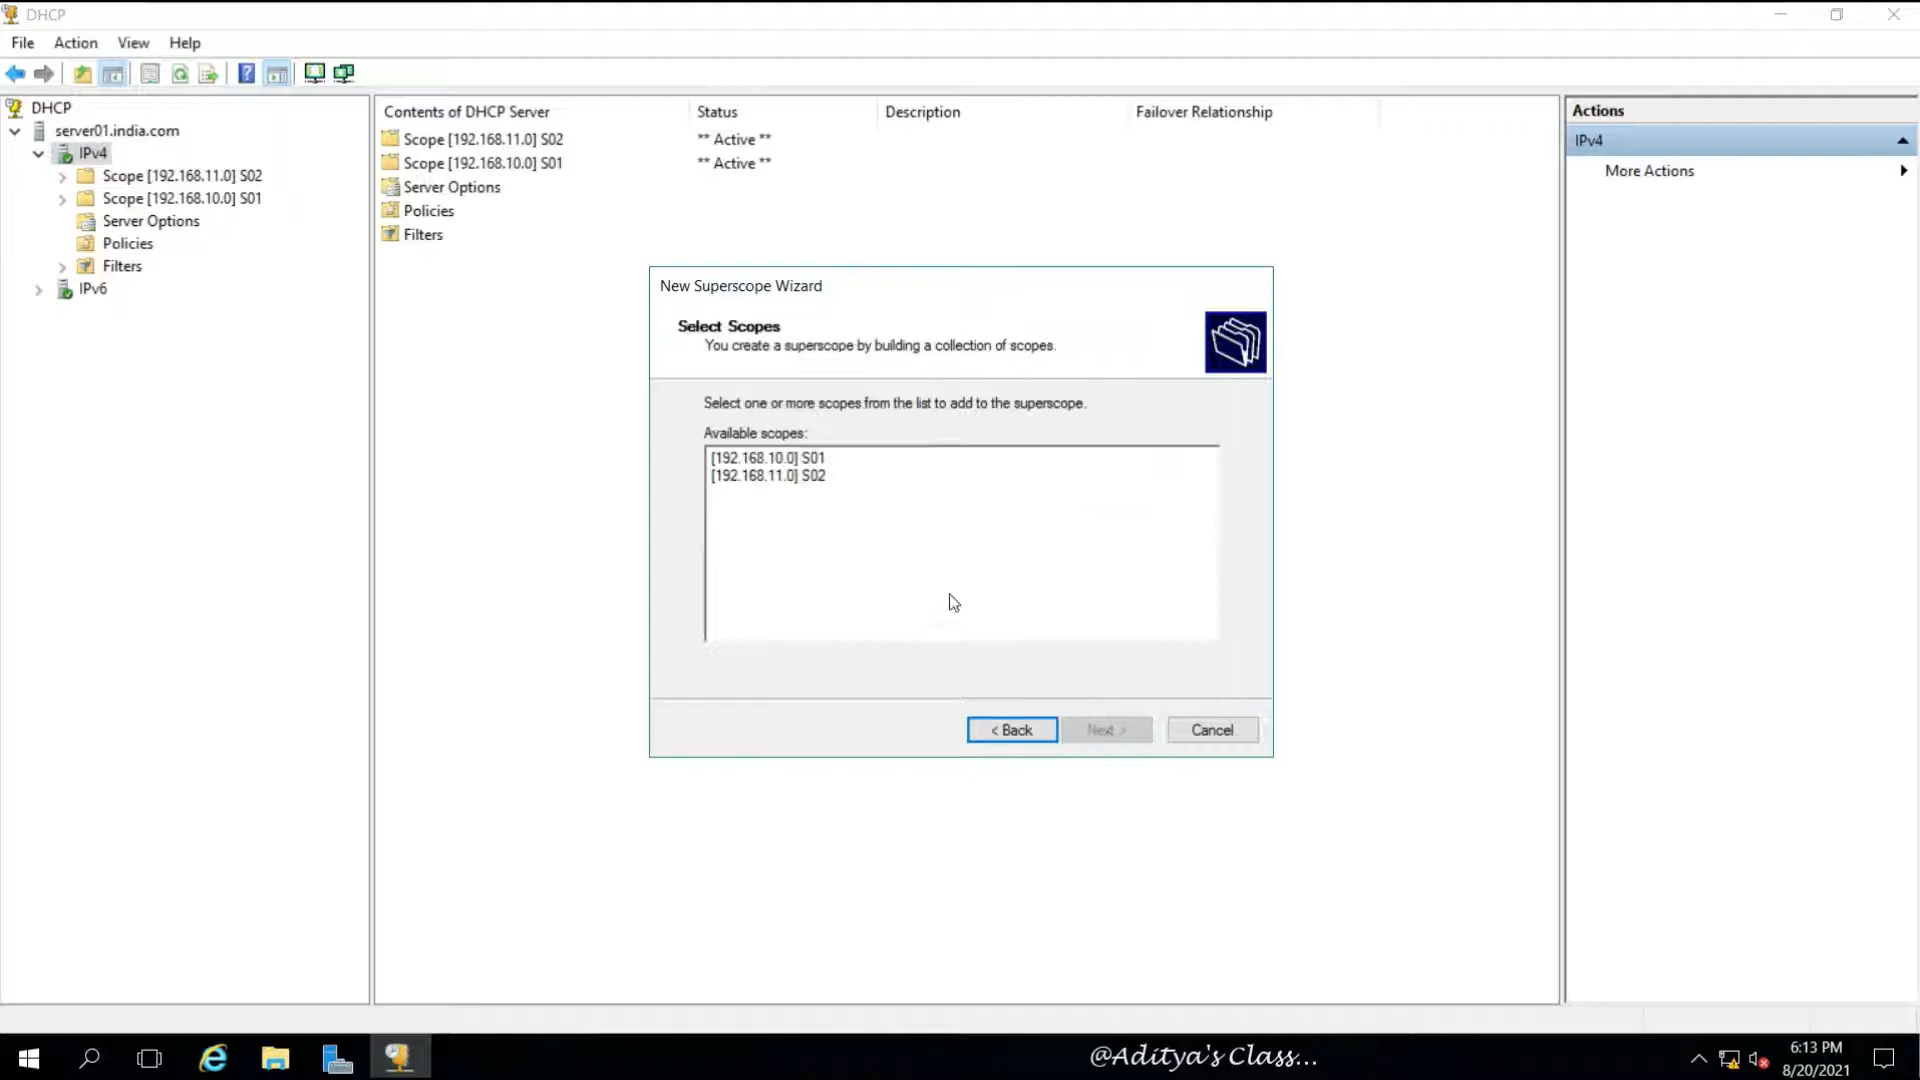 DHCP
File Action View Help
DHCP
server01.india.com
IPv4
Scope [192.168.11.0] S02
Scope [192.168.10.0] S01
Server Options
Policies
Filters
IPv6
Contents of DHCP Server Status Description Failover Relationship
Scope [192.168.11.0] S02 ** Active **
Scope [192.168.10.0] S01 ** Active **
Server Options
Policies
Filters
Actions
IPv4
More Actions
New Superscope Wizard
Select Scopes
You create a superscope by building a collection of scopes.
Select one or more scopes from the list to add to the superscope.
Available scopes:
[192.168.10.0] S01
[192.168.11.0] S02
< Back Next > Cancel
@Aditya's Class...
6:13 PM
8/20/2021